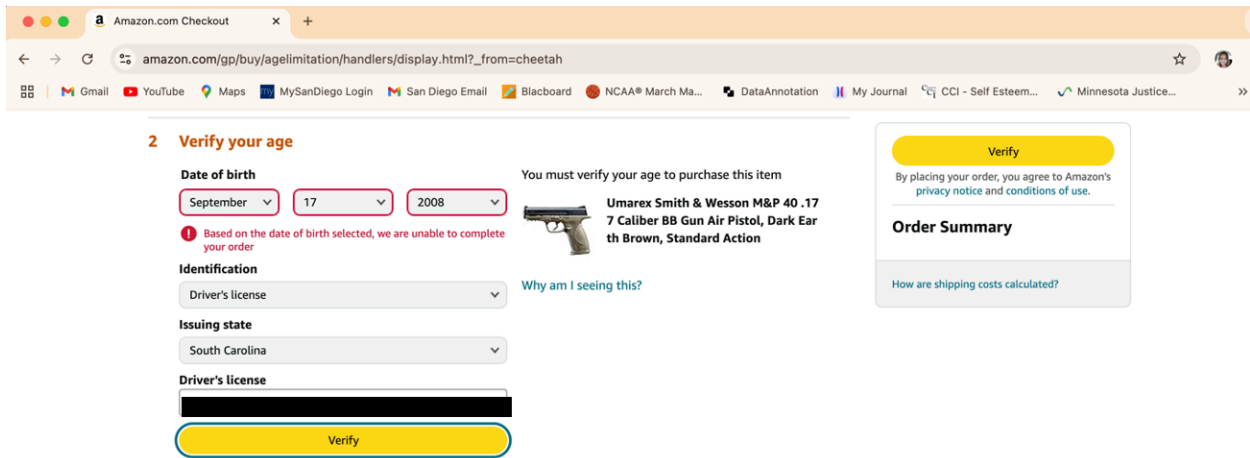 Amazon.com Checkout
amazon.com/gp/buy/agelimitation/handlers/display.html?_from=cheetah
Gmail YouTube Maps my MySanDiego Login San Diego Email Blacboard NCAA® March Ma... DataAnnotation My Journal CCI - Self Esteem... Minnesota Justice... »
2 Verify your age
Date of birth
September 17 2008
Based on the date of birth selected, we are unable to complete
your order
Identification
Driver's license
Issuing state
South Carolina
Driver's license
Verify
You must verify your age to purchase this item
Umarex Smith & Wesson M&P 40 .17
7 Caliber BB Gun Air Pistol, Dark Ear
th Brown, Standard Action
Why am I seeing this?
Verify
By placing your order, you agree to Amazon's
privacy notice and conditions of use.
Order Summary
How are shipping costs calculated?